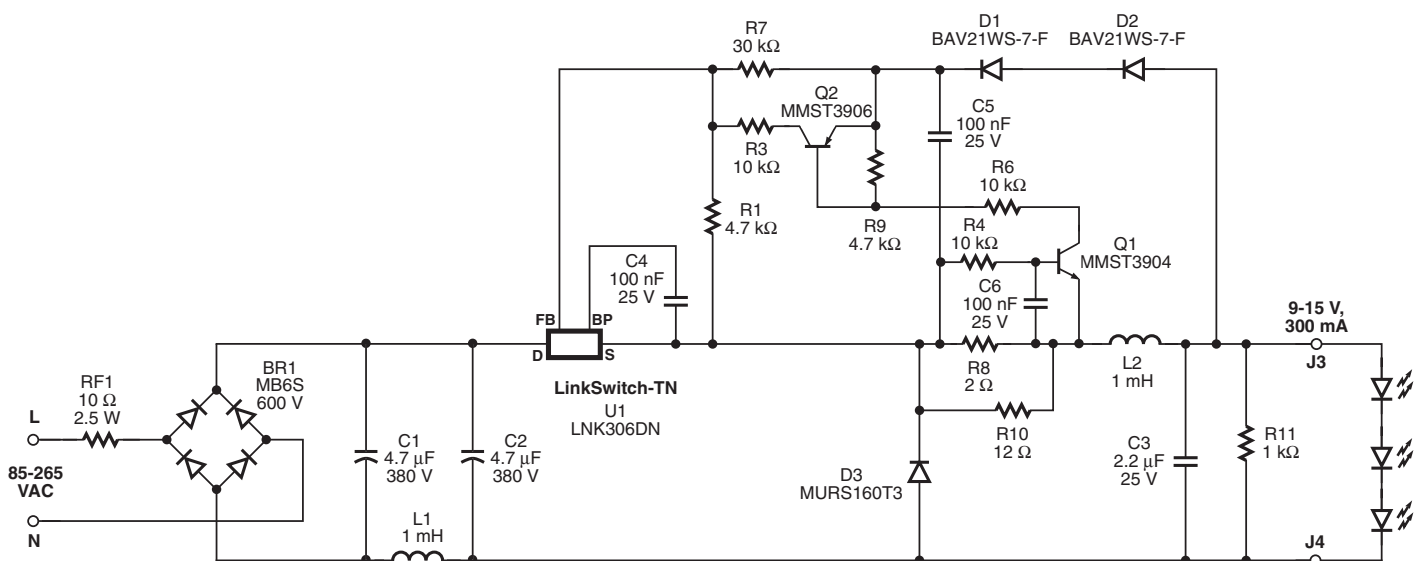 R7
30 kΩ
D1
BAV21WS-7-F
D2
BAV21WS-7-F
Q2
MMST3906
R3
10 kΩ
C5
100 nF
25 V
R6
10 kΩ
R1
4.7 kΩ
R9
4.7 kΩ
R4
10 kΩ
Q1
MMST3904
C4
100 nF
25 V
C6
100 nF
25 V
FB
BP
D
S
9-15 V,
300 mA
J3
LinkSwitch-TN
U1
LNK306DN
R8
2 Ω
L2
1 mH
BR1
MB6S
600 V
RF1
10 Ω
2.5 W
L
85-265
VAC
N
C1
4.7 μF
380 V
C2
4.7 μF
380 V
R10
12 Ω
D3
MURS160T3
C3
2.2 μF
25 V
R11
1 kΩ
L1
1 mH
J4